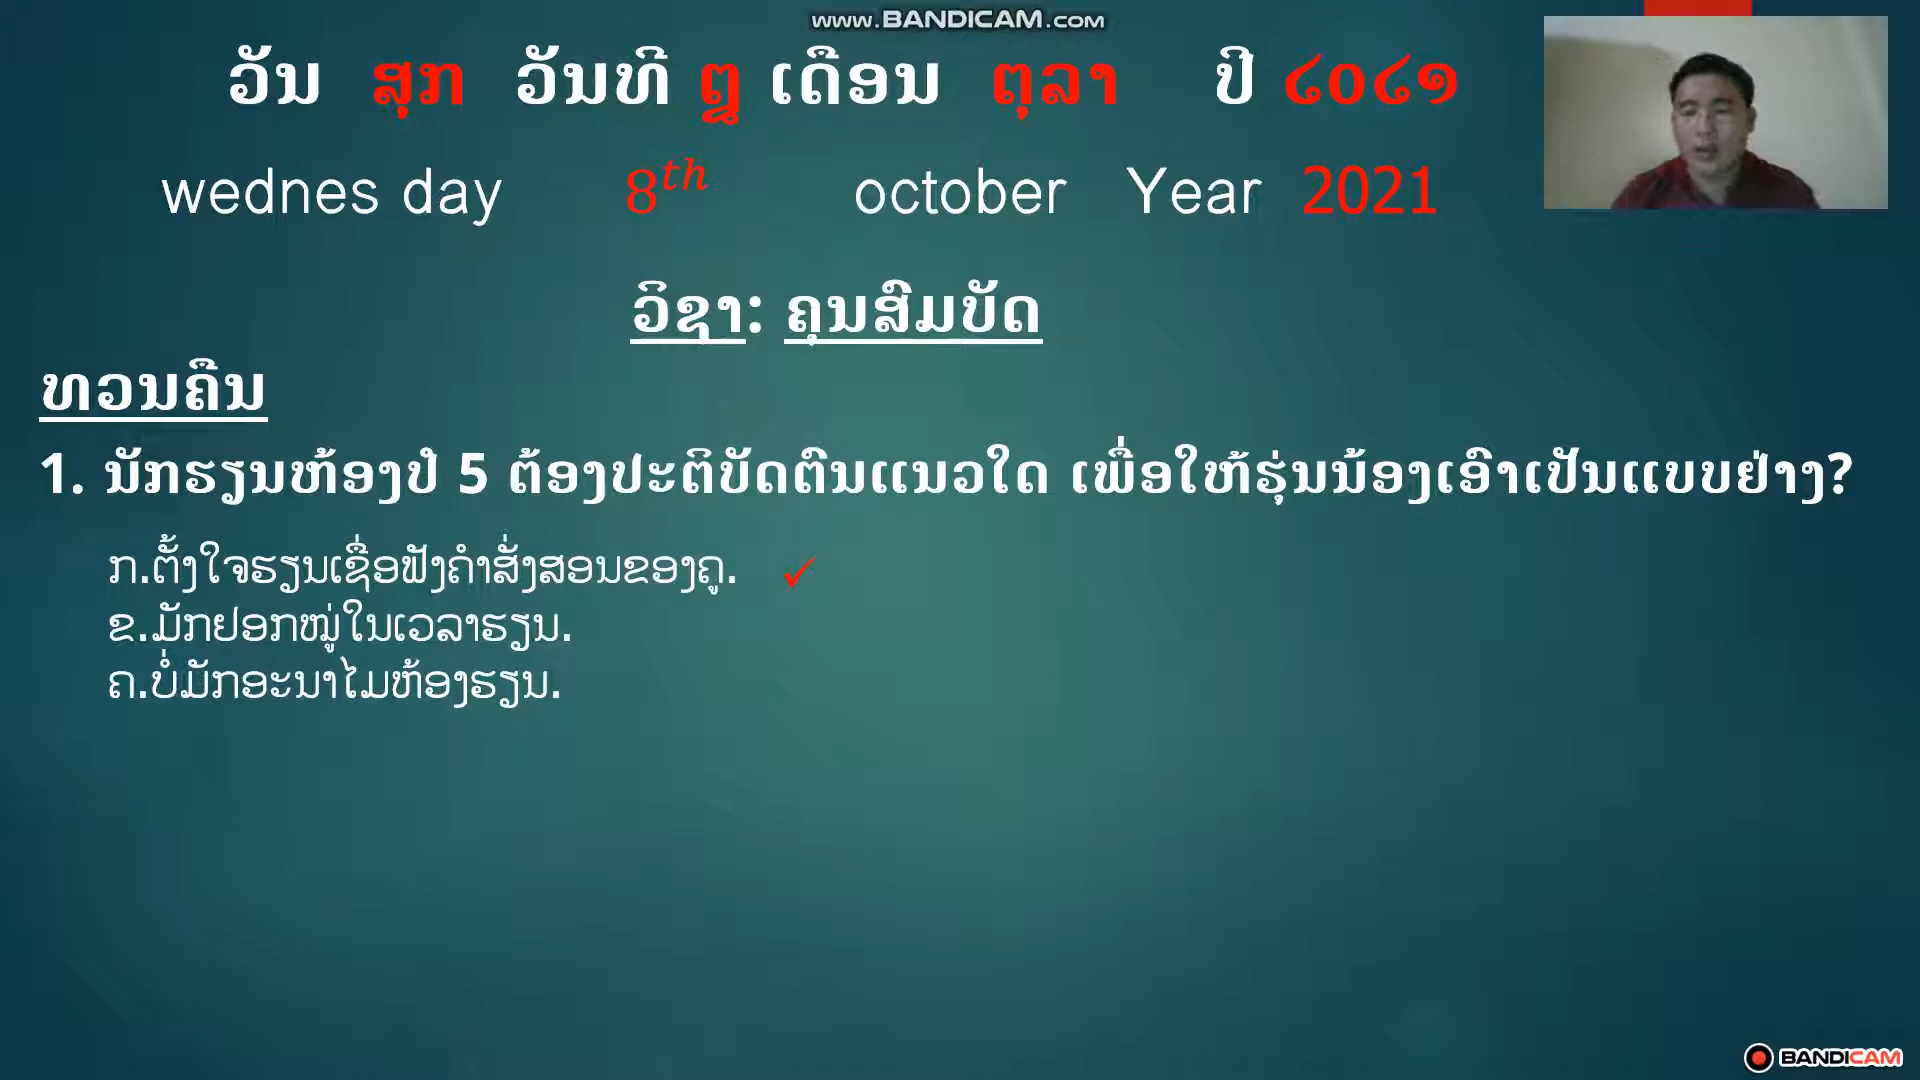 www.BANDICAM.com
ວັນ ສຸກ ວັນທີ ໘ ເດືອນ ຕຸລາ ປີ ໒໐໒໑
wednes day 8th october Year 2021
ວິຊາ: ຄຸນສົມບັດ
ທວນຄືນ
1. ນັກຮຽນຫ້ອງປໍ 5 ຕ້ອງປະຕິບັດຕົນແນວໃດ ເພື່ອໃຫ້ຮຸ່ນນ້ອງເອົາເປັນແບບຢ່າງ?
ກ.ຕັ້ງໃຈຮຽນເຊື່ອຟັງຄໍາສັ່ງສອນຂອງຄູ. ✓
ຂ.ມັກຢອກໝູ່ໃນເວລາຮຽນ.
ຄ.ບໍ່ມັກອະນາໄມຫ້ອງຮຽນ.
BANDICAM